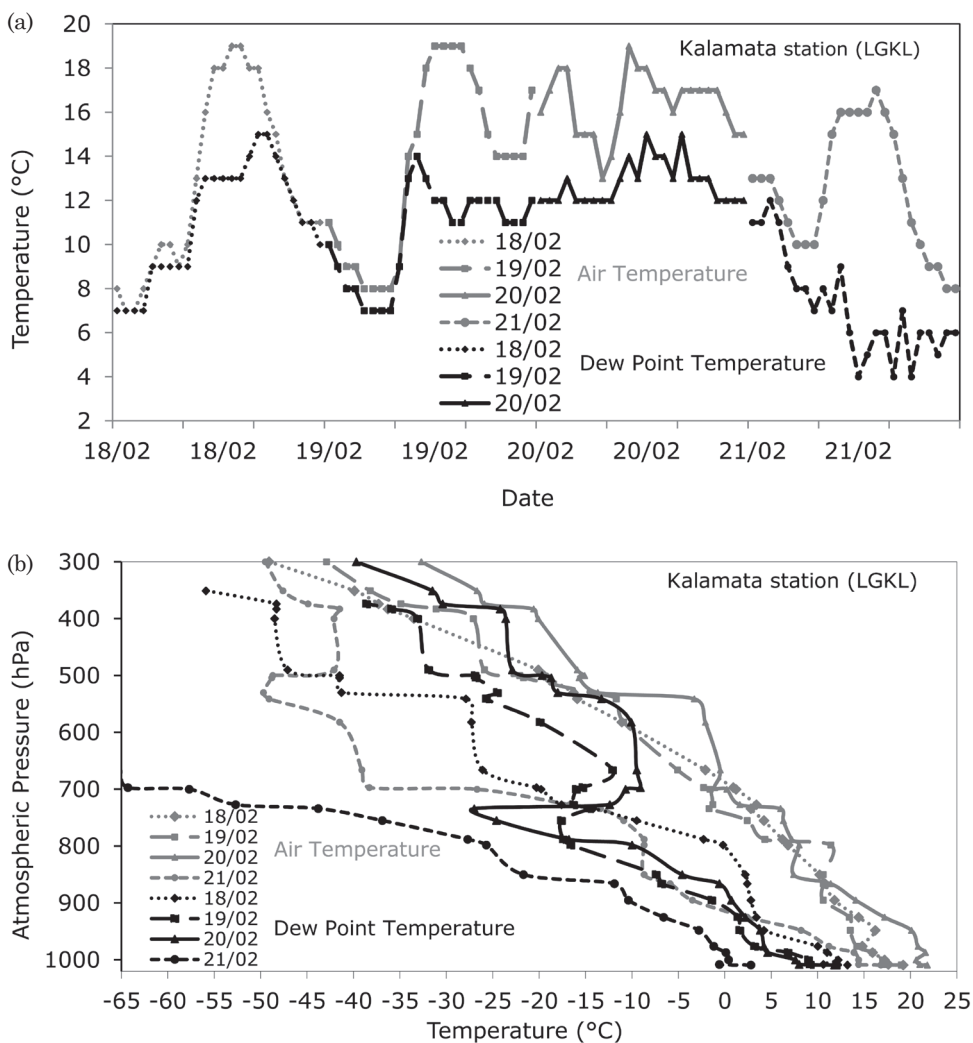 (a)
Kalamata station (LGKL)
Temperature (°C)
20
18
16
14
12
10
8
6
4
2
18/02
19/02
20/02
21/02
18/02
19/02
20/02
Air Temperature
Dew Point Temperature
18/02 18/02 19/02 19/02 20/02 20/02 21/02 21/02
Date
(b)
Kalamata station (LGKL)
Atmospheric Pressure (hPa)
300
400
500
600
700
800
900
1000
18/02
19/02
20/02
21/02
18/02
19/02
20/02
21/02
Air Temperature
Dew Point Temperature
-65 -60 -55 -50 -45 -40 -35 -30 -25 -20 -15 -10 -5 0 5 10 15 20 25
Temperature (°C)